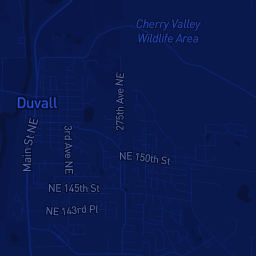 Cherry Valley
Wildlife Area
Duvall
275th Ave NE
Main St NE
3rd Ave NE
NE 150th St
NE 145th St
NE 143rd Pl